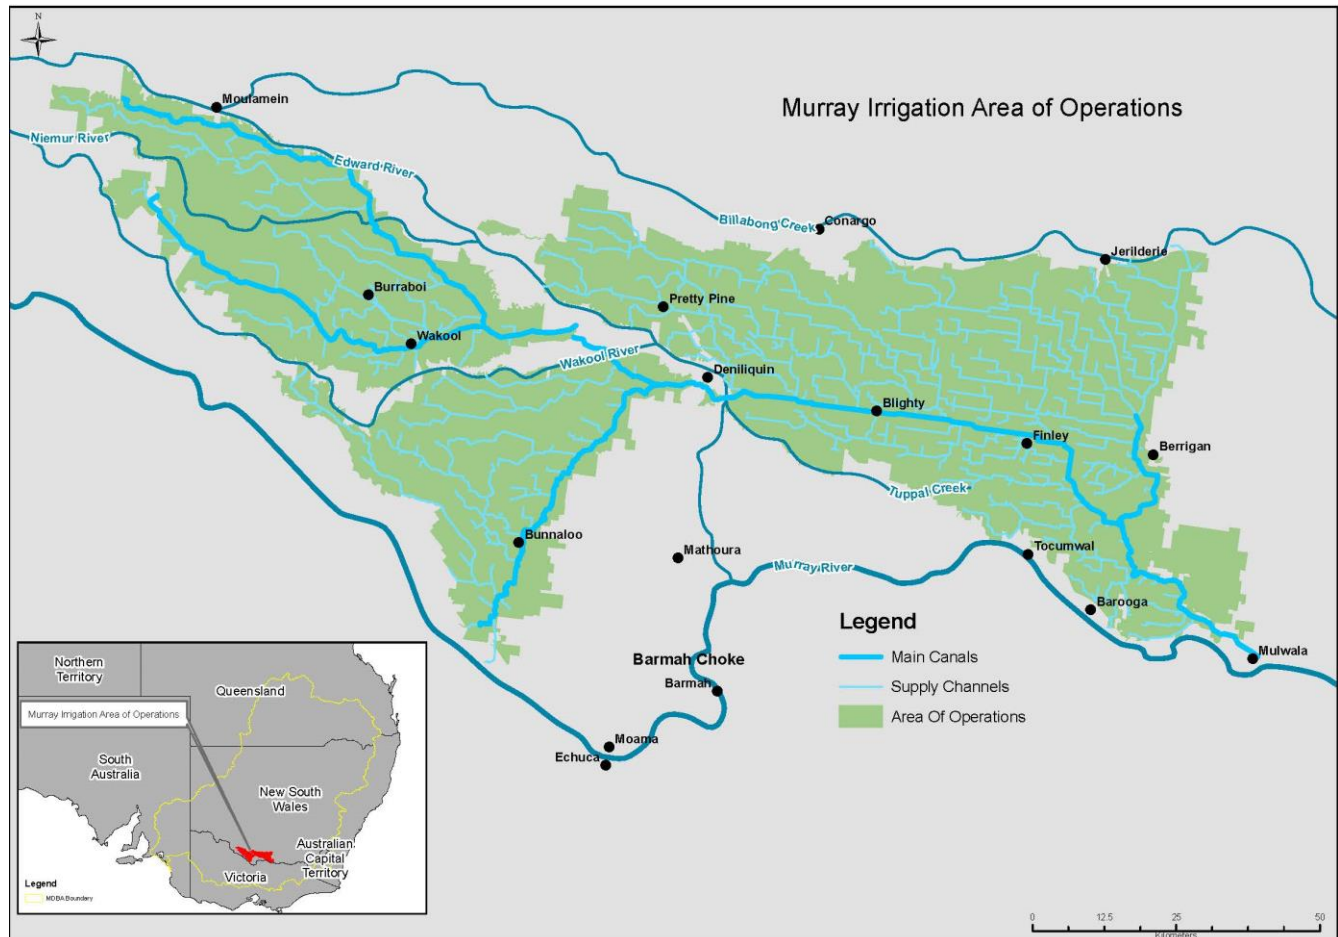 N
Murray Irrigation Area of Operations
Moulamein
Niemur River
Edward River
Billabong Creek
Conargo
Jerilderie
Burraboi
Pretty Pine
Wakool
Wakool River
Deniliquin
Blighty
Finley
Berrigan
Tuppal Creek
Bunnaloo
Mathoura
Murray River
Tocumwal
Barooga
Mulwala
Barmah Choke
Barmah
Moama
Echuca
Legend
Main Canals
Supply Channels
Area Of Operations
Northern
Territory
Queensland
Murray Irrigation Area of Operations
South
Australia
New South
Wales
Australian
Capital
Territory
Victoria
Legend
MDBA Boundary
0 12.5 25 50
Kilometers